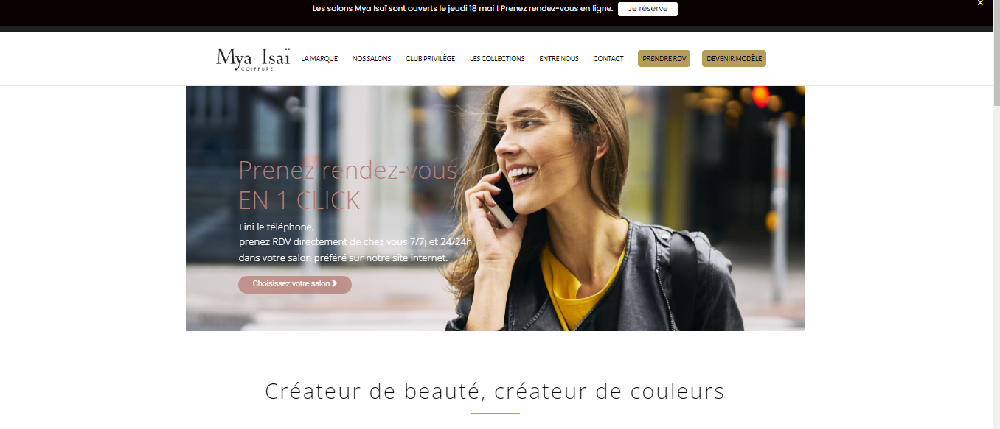 Les salons Mya Isaï sont ouverts le jeudi 18 mai ! Prenez rendez-vous en ligne. Je réserve
X
Mya Isaï
COIFFURE
LA MARQUE NOS SALONS CLUB PRIVILÈGE LES COLLECTIONS ENTRE NOUS CONTACT PRENDRE RDV DEVENIR MODÈLE
Prenez rendez-vous
EN 1 CLICK
Fini le téléphone,
prenez RDV directement de chez vous 7/7j et 24/24h
dans votre salon préféré sur notre site internet.
Choisissez votre salon
Créateur de beauté, créateur de couleurs